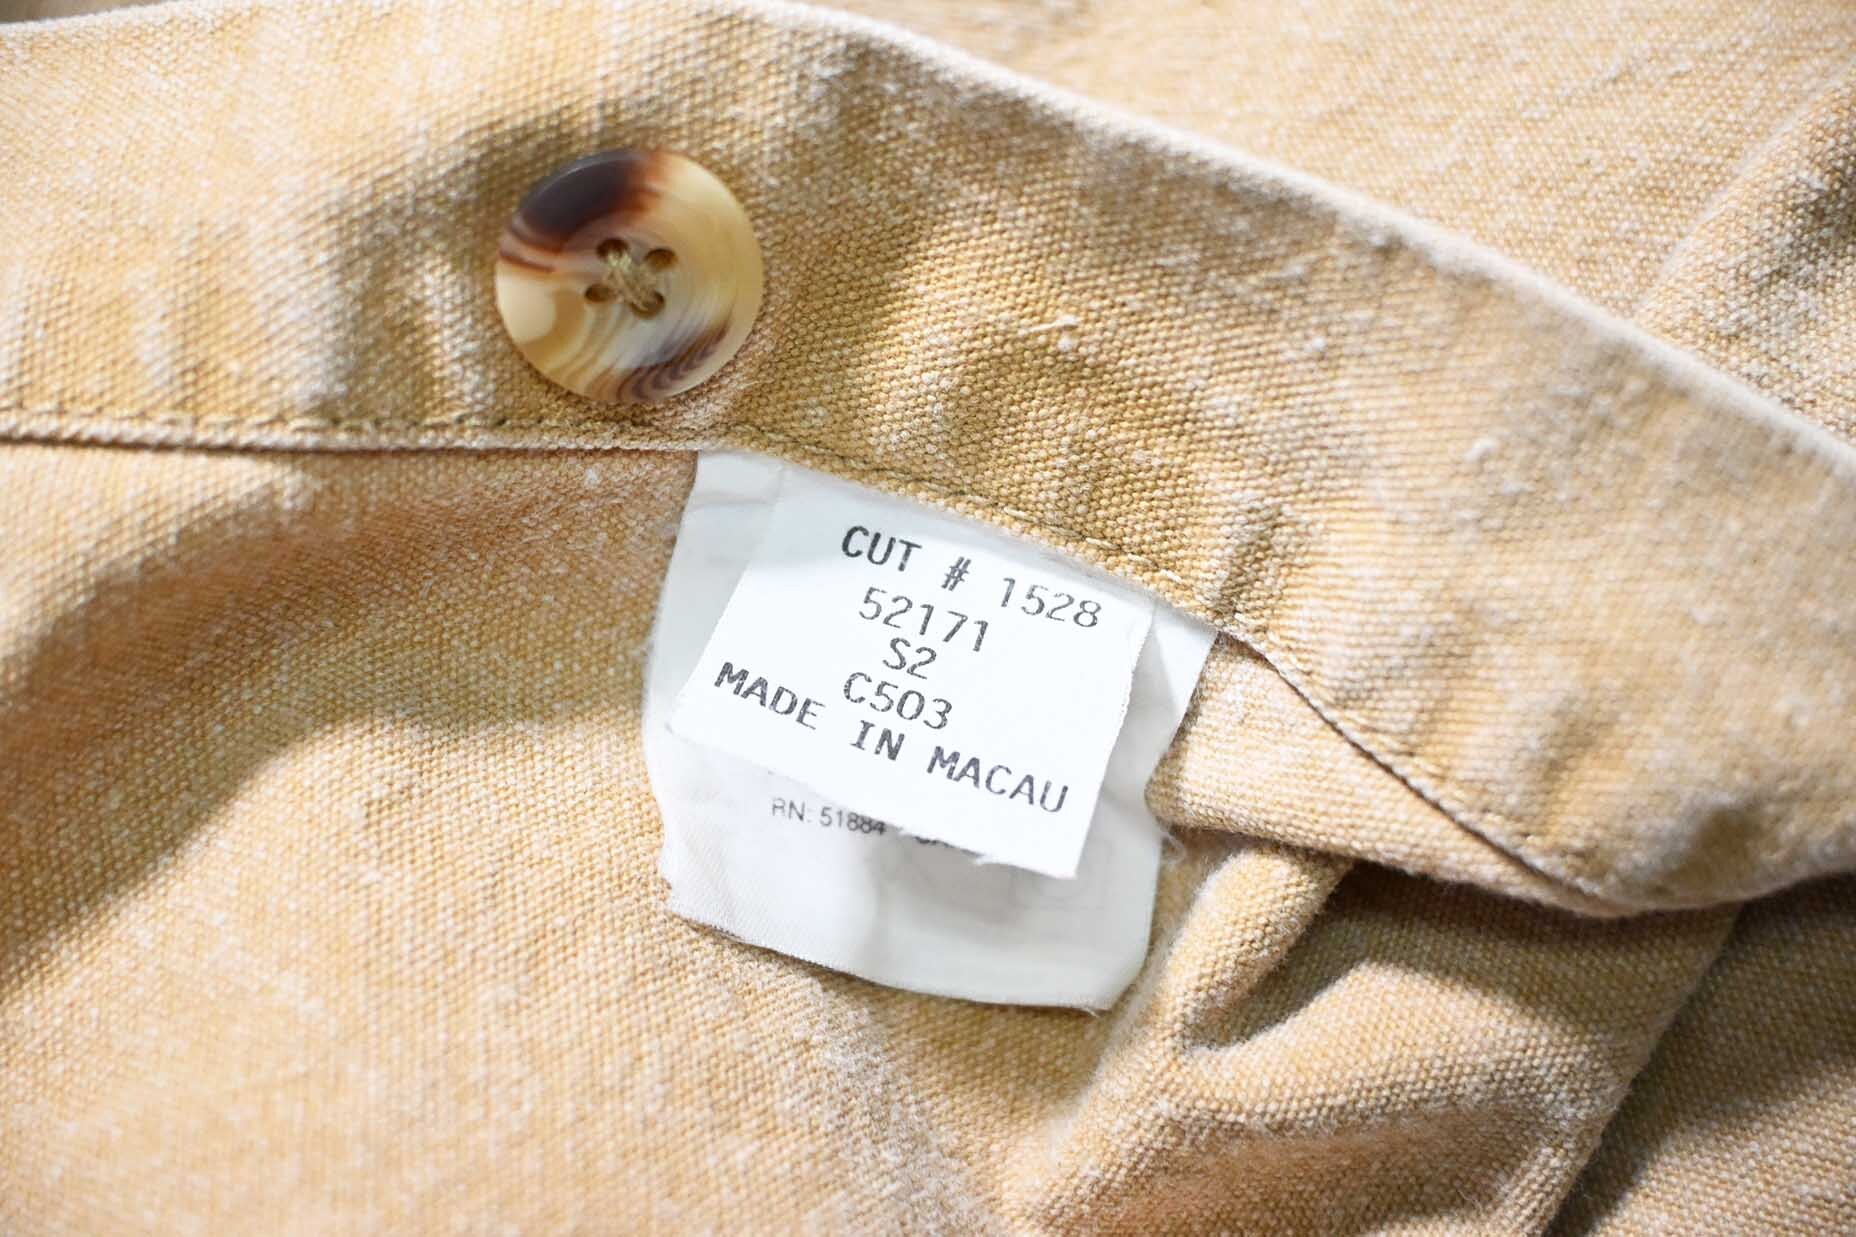 CUT # 1528
52171
S2
C503
MADE IN MACAU
RN: 51884